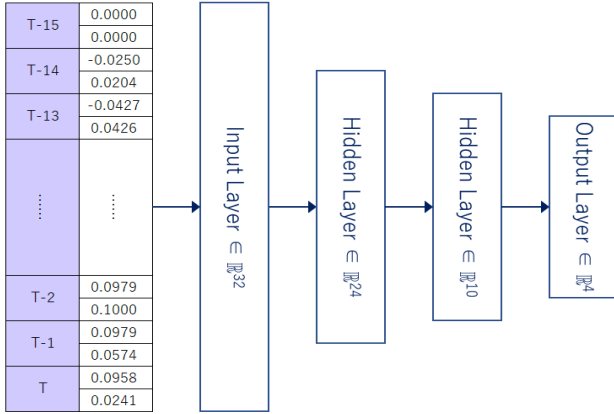 T-15
0.0000
0.0000
T-14
-0.0250
0.0204
T-13
-0.0427
0.0426
......
......
T-2
0.0979
0.1000
T-1
0.0979
0.0574
T
0.0958
0.0241
Input Layer ∈ ℝ³²
Hidden Layer ∈ ℝ²⁴
Hidden Layer ∈ ℝ¹⁰
Output Layer ∈ ℝ⁴